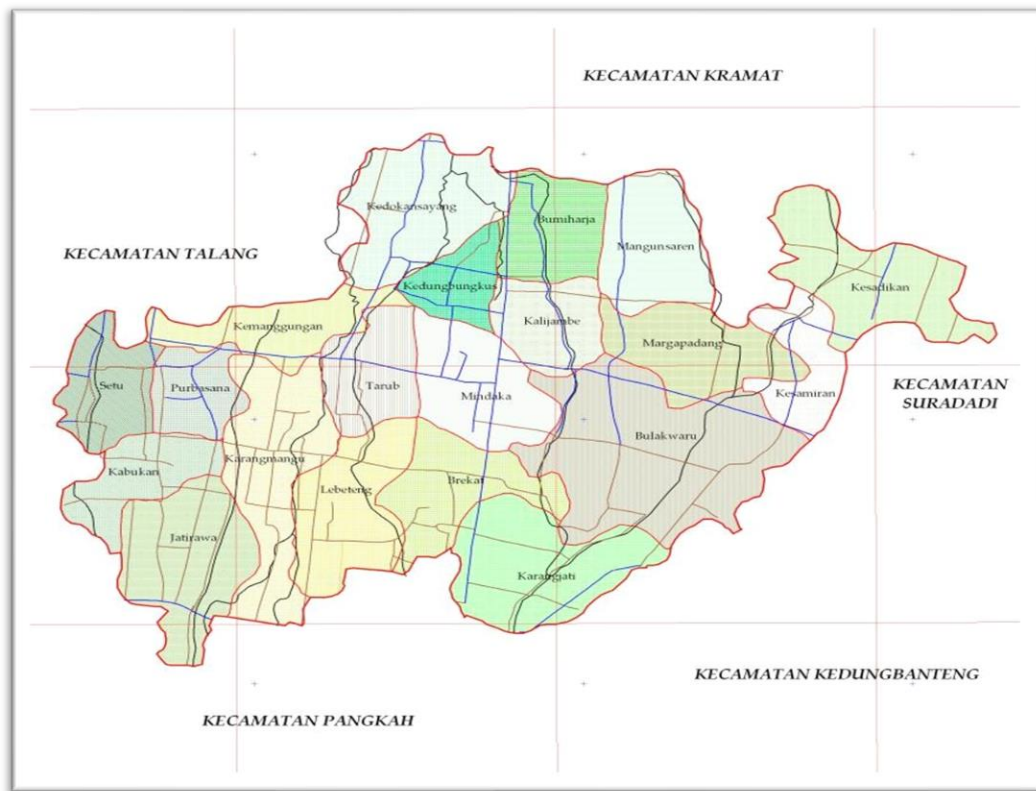 KECAMATAN KRAMAT
Kedokansayang
Bumiharja
Mangunsaren
KECAMATAN TALANG
Kedungbungkus
Kesadikan
Kemanggungan
Kalijambe
Margapadang
Setu
Purbasana
Tarub
Mindaka
Kesamiran
KECAMATAN
SURADADI
Bulakwaru
Kabukan
Karangmangu
Lebeteng
Brekat
Jatirawa
Karangjati
KECAMATAN KEDUNGBANTENG
KECAMATAN PANGKAH